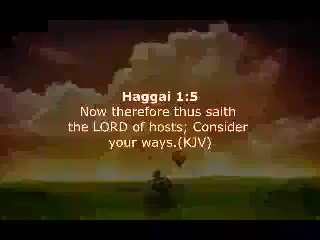 Haggai 1:5
Now therefore thus saith
the LORD of hosts; Consider
your ways.(KJV)